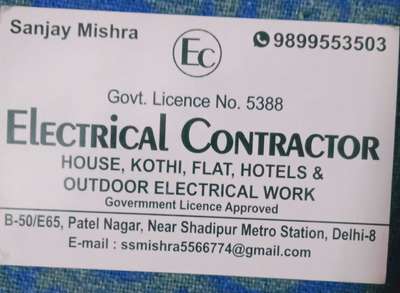 Sanjay Mishra
EC
9899553503
Govt. Licence No. 5388
ELECTRICAL CONTRACTOR
HOUSE, KOTHI, FLAT, HOTELS &
OUTDOOR ELECTRICAL WORK
Government Licence Approved
B-50/E65, Patel Nagar, Near Shadipur Metro Station, Delhi-8
E-mail : ssmishra5566774@gmail.com